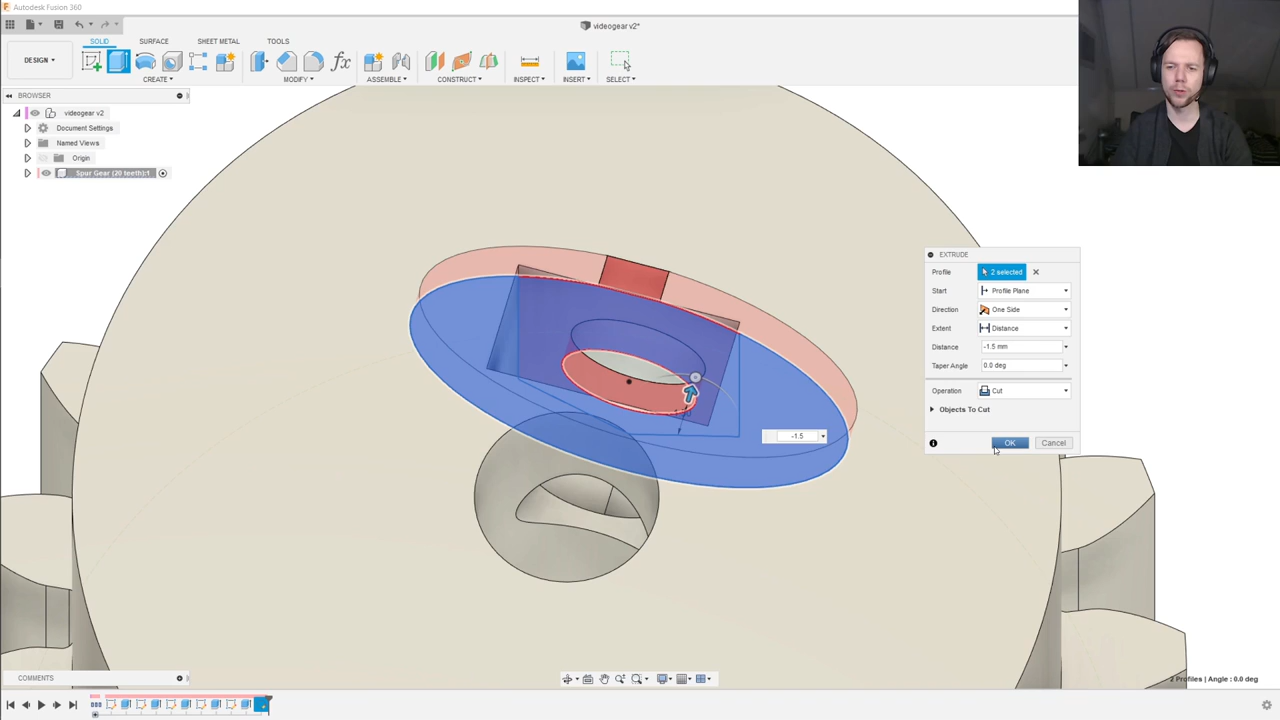 Autodesk Fusion 360
videogear v2*
SOLID SURFACE SHEET METAL TOOLS
DESIGN
CREATE MODIFY ASSEMBLE CONSTRUCT INSPECT INSERT SELECT
BROWSER
videogear v2
Document Settings
Named Views
Origin
Spur Gear (20 teeth):1
EXTRUDE
Profile 2 selected
Start Profile Plane
Direction One Side
Extent Distance
Distance -1.5 mm
Taper Angle 0.0 deg
Operation Cut
Objects To Cut
OK Cancel
-1.5
COMMENTS
2 Profiles | Angle : 0.0 deg